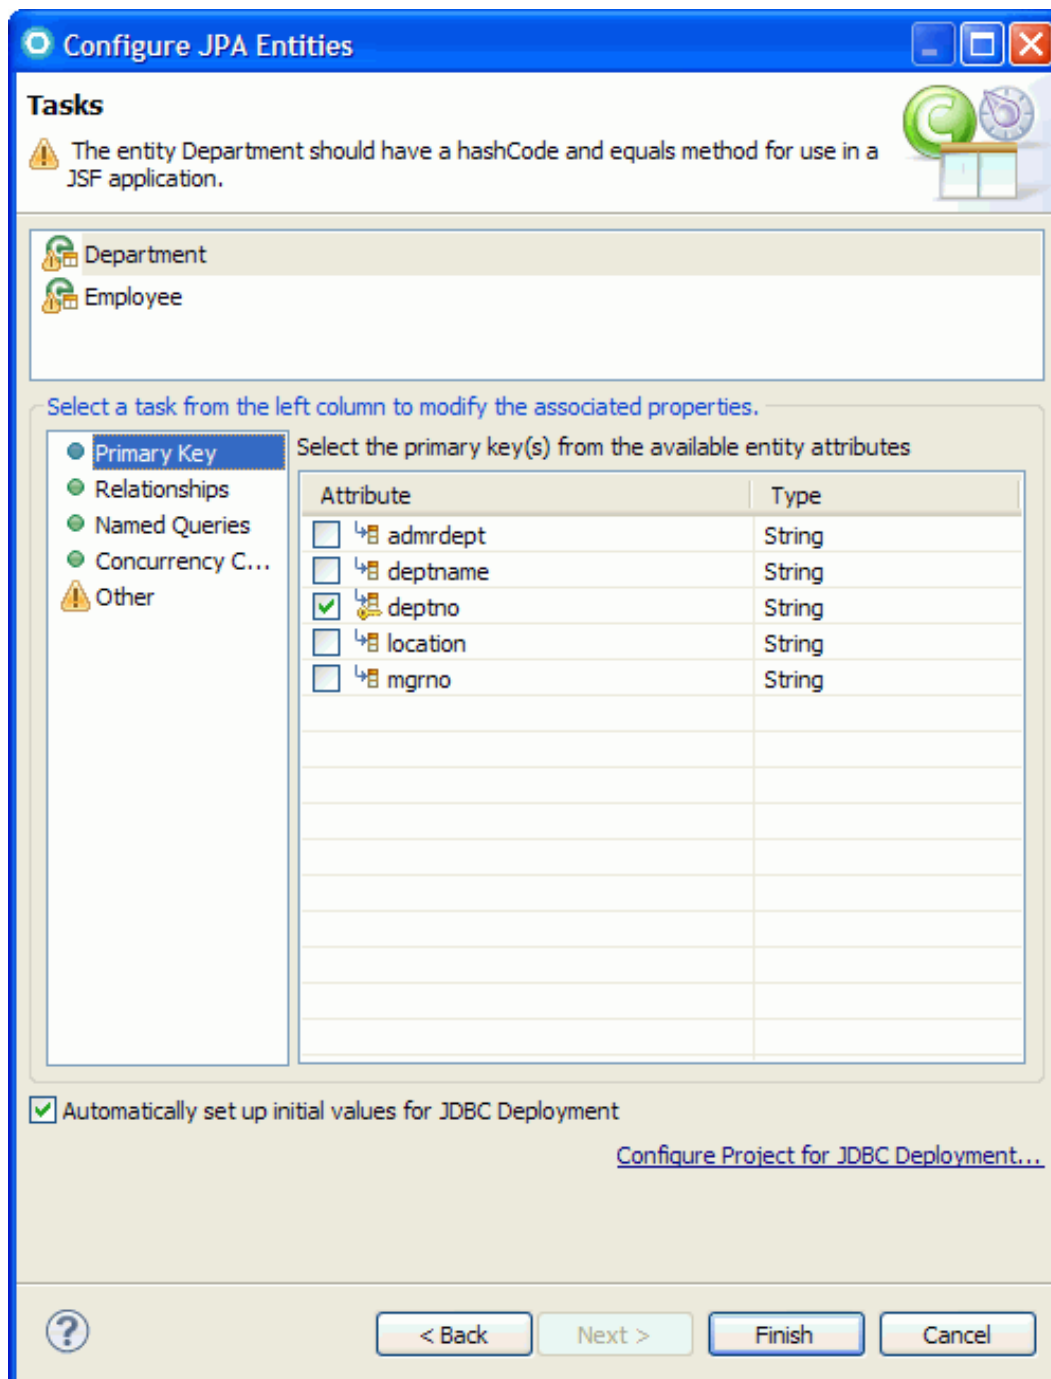 Configure JPA Entities
Tasks
The entity Department should have a hashCode and equals method for use in a
JSF application.
Department
Employee
Select a task from the left column to modify the associated properties.
Primary Key
Relationships
Named Queries
Concurrency C...
Other
Select the primary key(s) from the available entity attributes
Attribute Type
admrdept String
deptname String
deptno String
location String
mgrno String
Automatically set up initial values for JDBC Deployment
Configure Project for JDBC Deployment...
? < Back Next > Finish Cancel